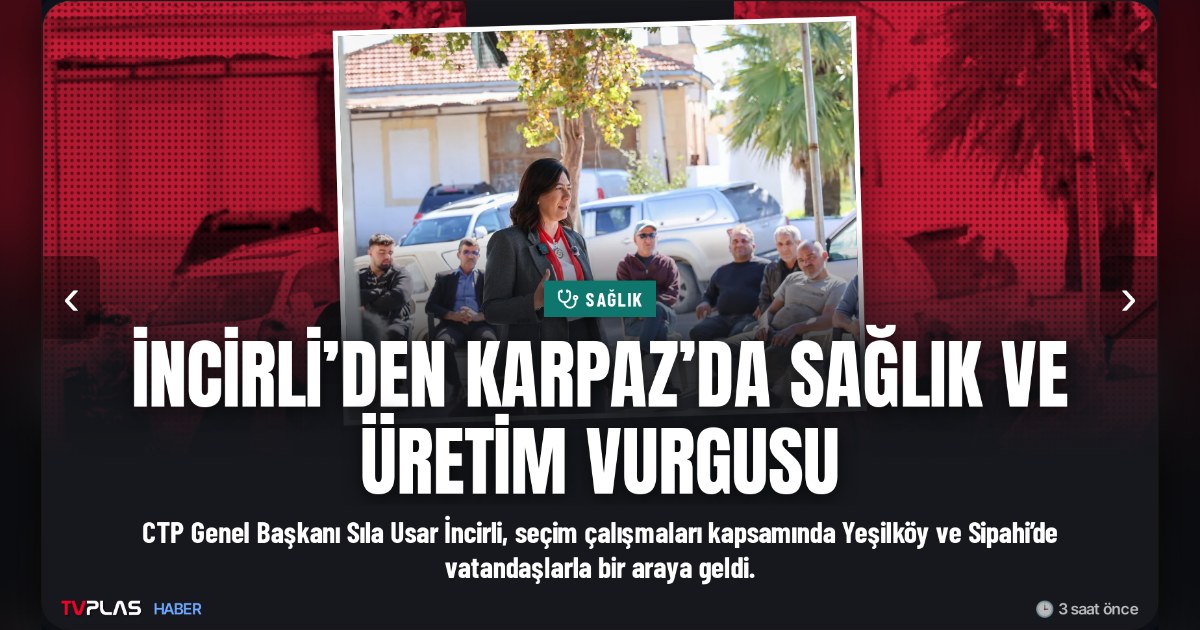 SAĞLIK
İNCİRLİ’DEN KARPAZ’DA SAĞLIK VE
ÜRETİM VURGUSU
CTP Genel Başkanı Sıla Usar İncirli, seçim çalışmaları kapsamında Yeşilköy ve Sipahi’de
vatandaşlarla bir araya geldi.
TVPLAS HABER
3 saat önce